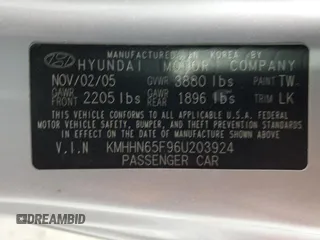 MANUFACTURED IN KOREA BY
HYUNDAI MOTOR COMPANY
NOV/02/05 GVWR 3880 lbs PAINT TW
GAWR FRONT 2205 lbs GAWR REAR 1896 lbs TRIM LK
THIS VEHICLE CONFORMS TO ALL APPLICABLE U.S.A. FEDERAL
MOTOR VEHICLE SAFETY, BUMPER, AND THEFT PREVENTION
STANDARDS IN EFFECT ON THE DATE OF MANUFACTURE SHOWN ABOVE.
V.I.N KMHHN65F96U203924
PASSENGER CAR
DREAMBID